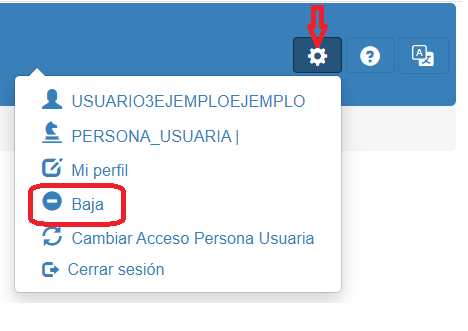 USUARIO3EJEMPLOEJEMPLO
PERSONA_USUARIA |
Mi perfil
Baja
Cambiar Acceso Persona Usuaria
Cerrar sesión